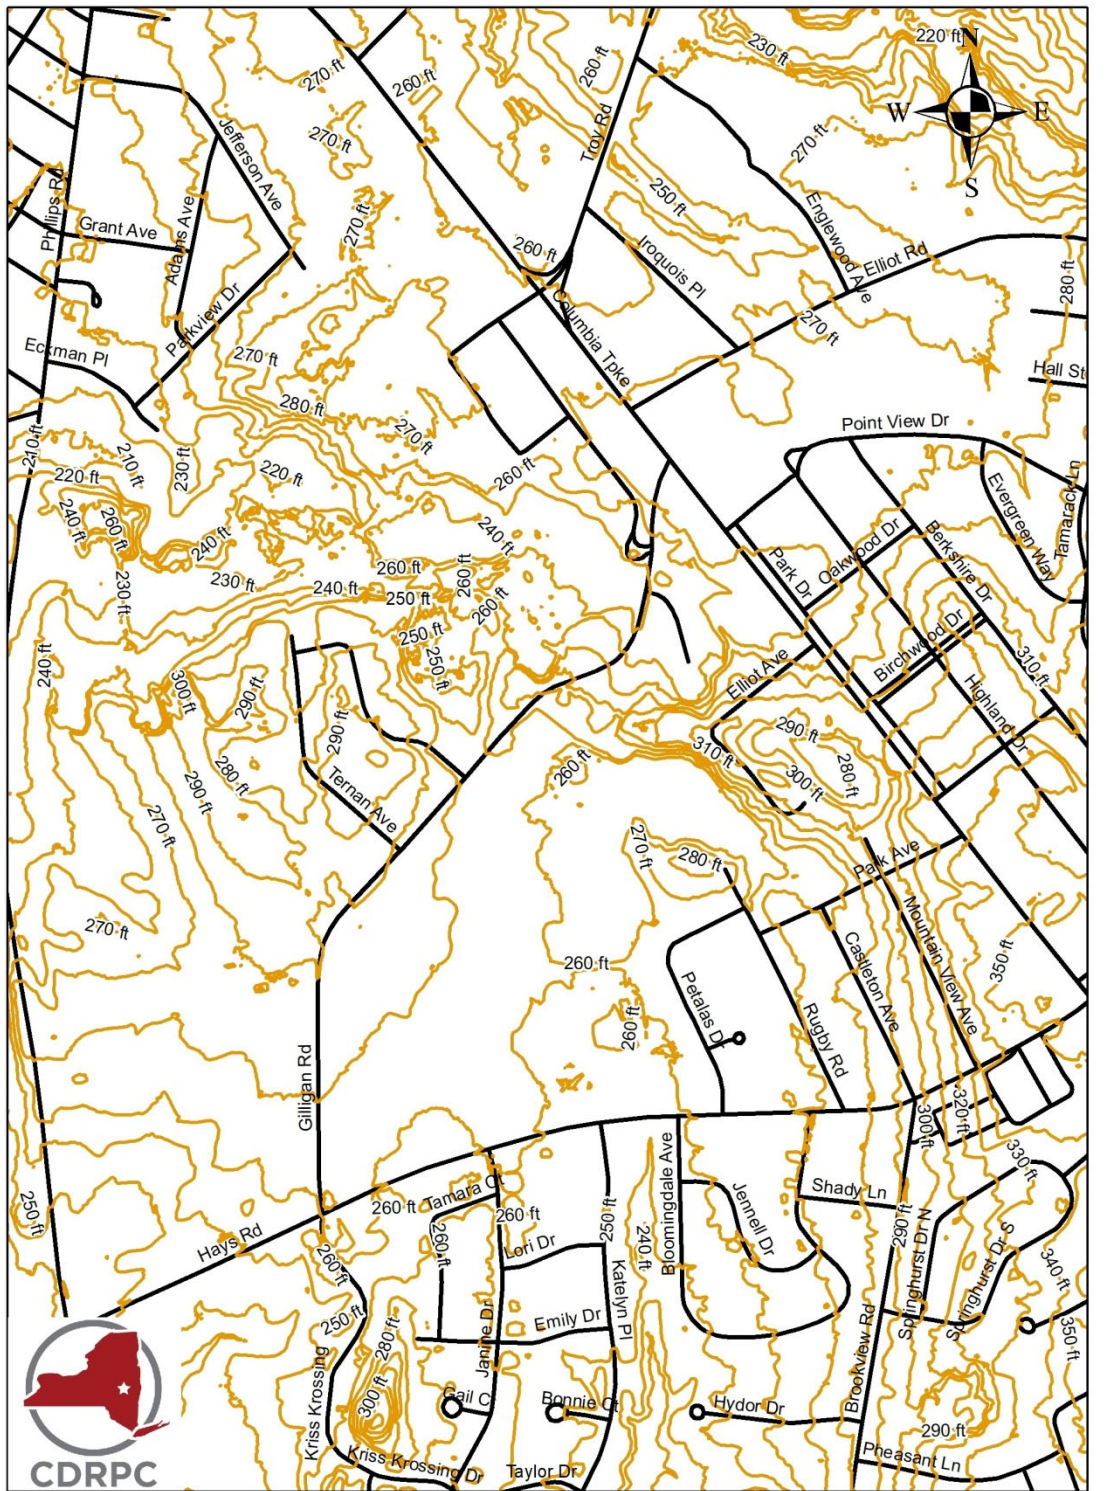 220 ft
N
W
E
S
230 ft
260 ft
270 ft
260 ft
Troy Rd
270 ft
270 ft
Jefferson Ave
250 ft
Phillips Rd
Grant Ave
Adams Ave
270 ft
Englewood Ave
Iroquois Pl
260 ft
Elliot Rd
280 ft
Columbia Tpke
Parkview Dr
270 ft
Eckman Pl
270 ft
Hall St
280 ft
270 ft
Point View Dr
210 ft
210 ft
230 ft
220 ft
220 ft
260 ft
Tamarack Ln
Evergreen Way
240 ft
260 ft
240 ft
240 ft
Oakwood Dr
Berkshire Dr
Park Dr
230 ft
230 ft
260 ft
260 ft
240 ft
250 ft
260 ft
250 ft
250 ft
Birchwood Dr
240 ft
300 ft
290 ft
Elliot Ave
310 ft
Highland Dr
290 ft
290 ft
310 ft
260 ft
280 ft
300 ft
280 ft
290 ft
Ternan Ave
270 ft
270 ft
280 ft
Park Ave
270 ft
Mountain View Ave
Castleton Ave
350 ft
260 ft
Petalas Dr
260 ft
Rugby Rd
Gilligan Rd
300 ft
320 ft
330 ft
Bloomingdale Ave
250 ft
Tamara Ct
260 ft
260 ft
250 ft
Jennell Dr
Shady Ln
290 ft
Springhurst Dr N
Springhurst Dr S
Hays Rd
260 ft
260 ft
Lori Dr
240 ft
Katelyn Pl
340 ft
250 ft
280 ft
Emily Dr
350 ft
Janine Dr
Brookview Rd
300 ft
Gail C
Bonnie Ct
Hydor Dr
290 ft
Kriss Krossing
Kriss Krossing Dr
Taylor Dr
Pheasant Ln
CDRPC